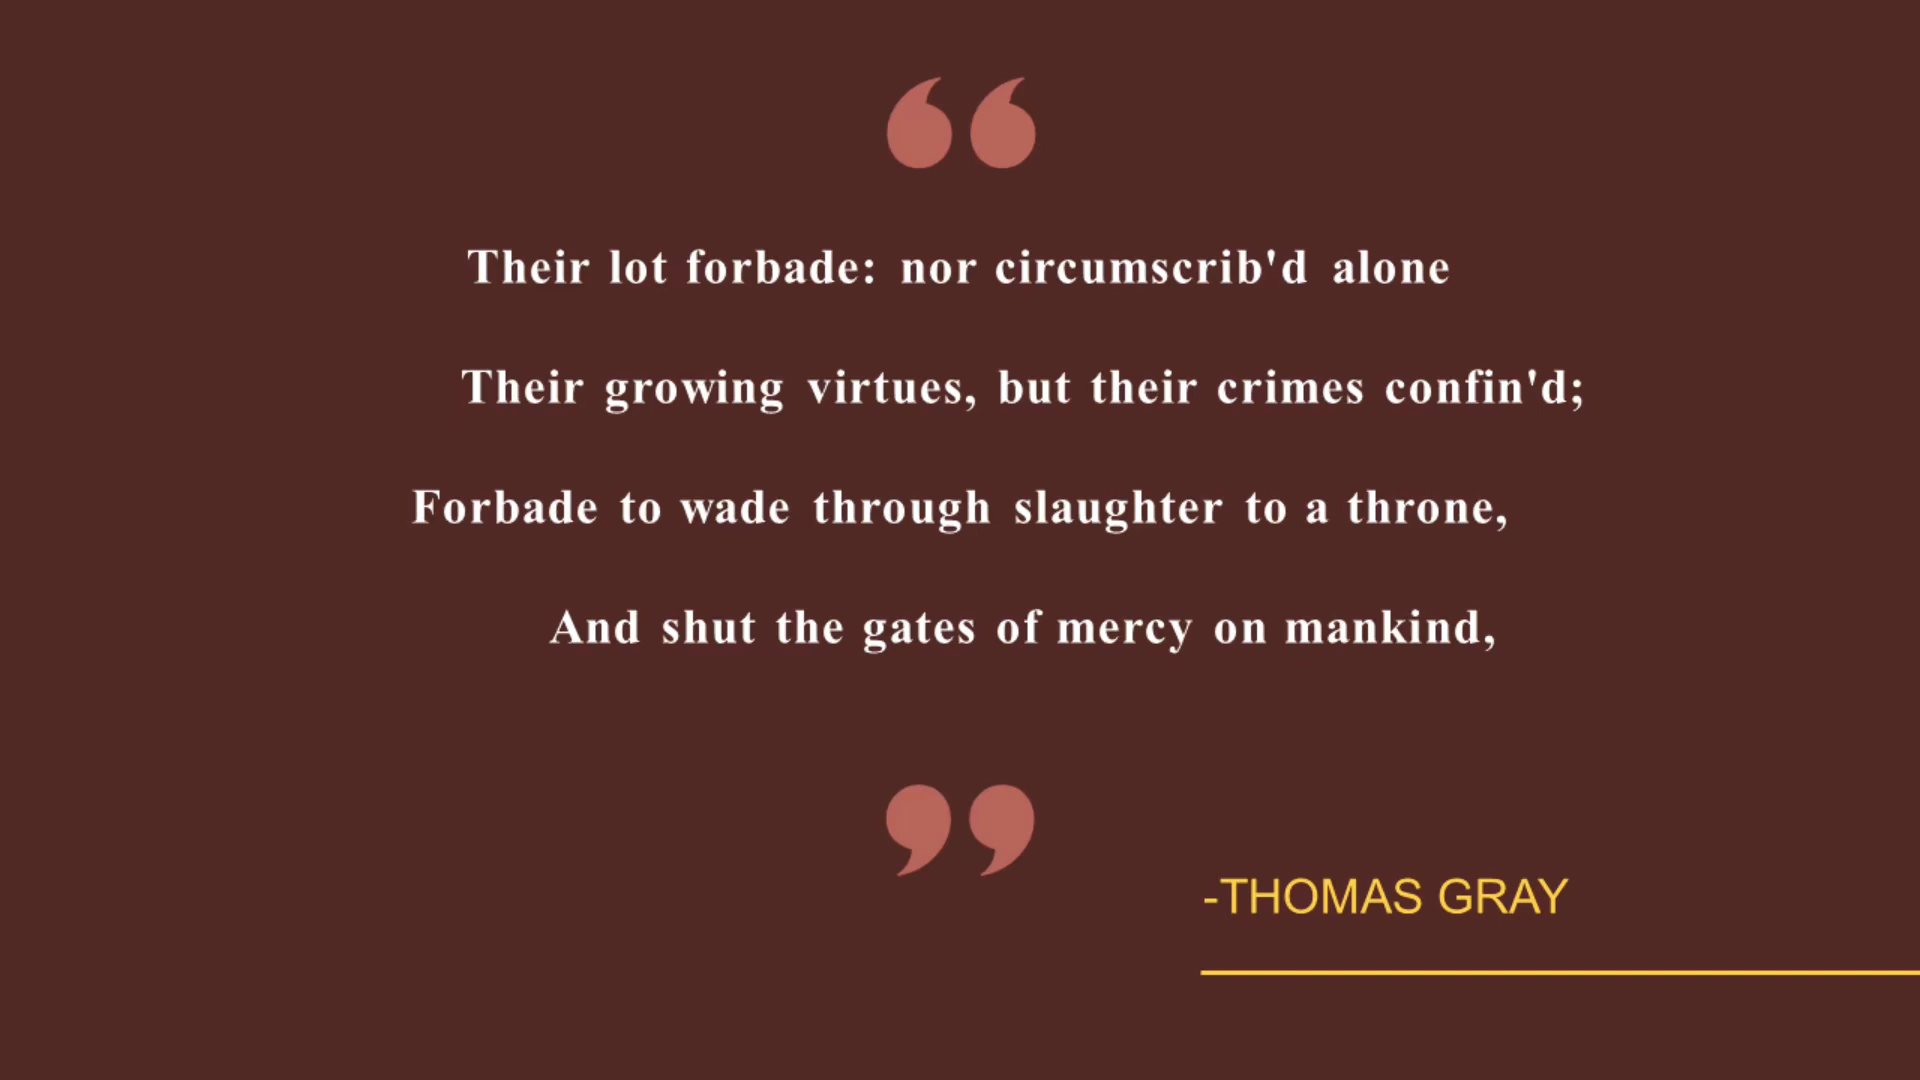 “
Their lot forbade: nor circumscrib'd alone
Their growing virtues, but their crimes confin'd;
Forbade to wade through slaughter to a throne,
And shut the gates of mercy on mankind,
”
-THOMAS GRAY